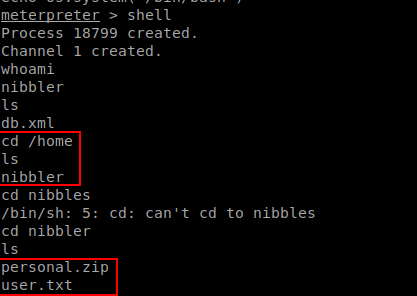 meterpreter > shell
Process 18799 created.
Channel 1 created.
whoami
nibbler
ls
db.xml
cd /home
ls
nibbler
cd nibbles
/bin/sh: 5: cd: can't cd to nibbles
cd nibbler
ls
personal.zip
user.txt